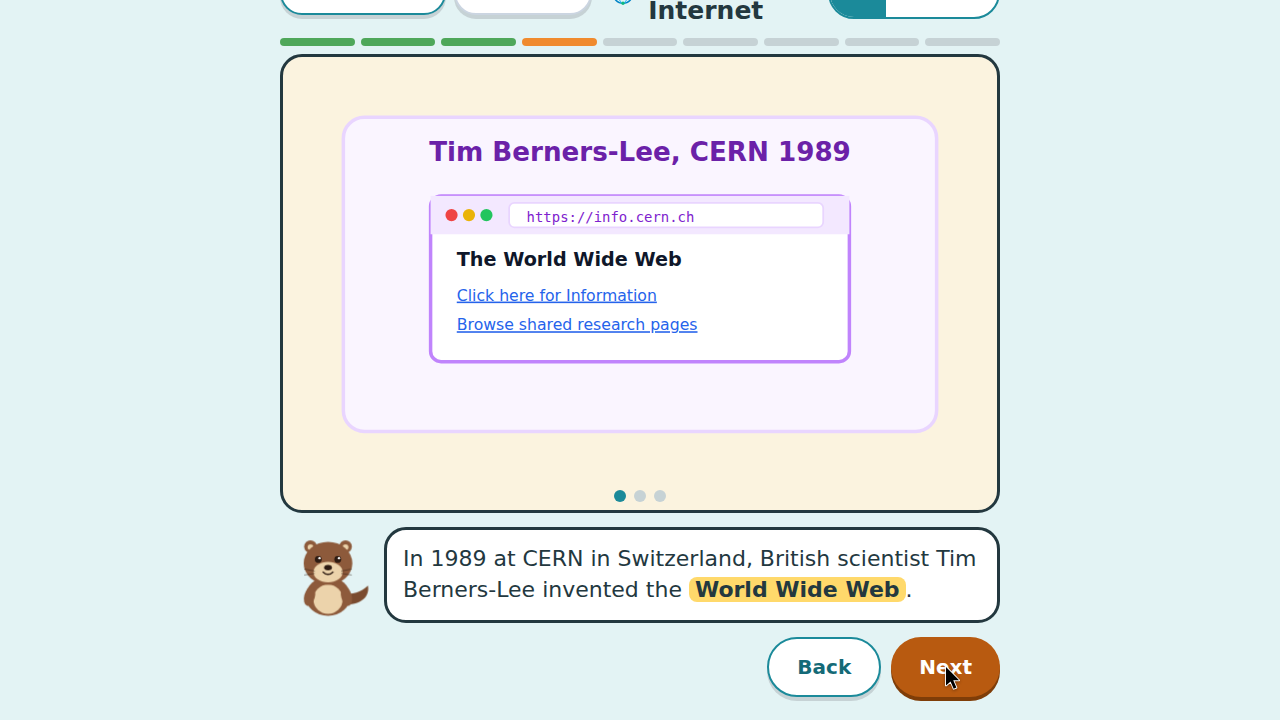 Internet
Tim Berners-Lee, CERN 1989
https://info.cern.ch
The World Wide Web
Click here for Information
Browse shared research pages
In 1989 at CERN in Switzerland, British scientist Tim
Berners-Lee invented the World Wide Web.
Back
Next